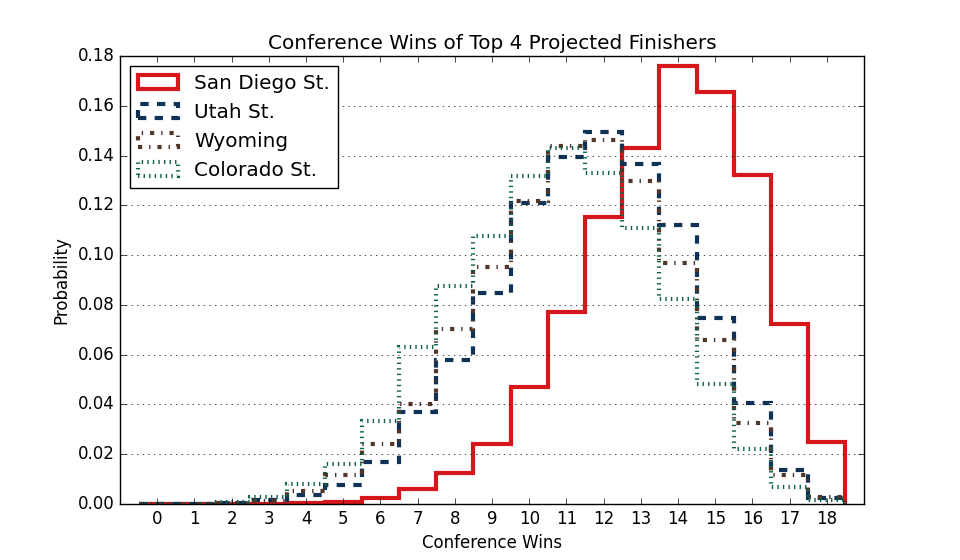 Conference Wins of Top 4 Projected Finishers
0.18
0.16
0.14
0.12
0.10
0.08
0.06
0.04
0.02
0.00
Probability
San Diego St.
Utah St.
Wyoming
Colorado St.
0 1 2 3 4 5 6 7 8 9 10 11 12 13 14 15 16 17 18
Conference Wins